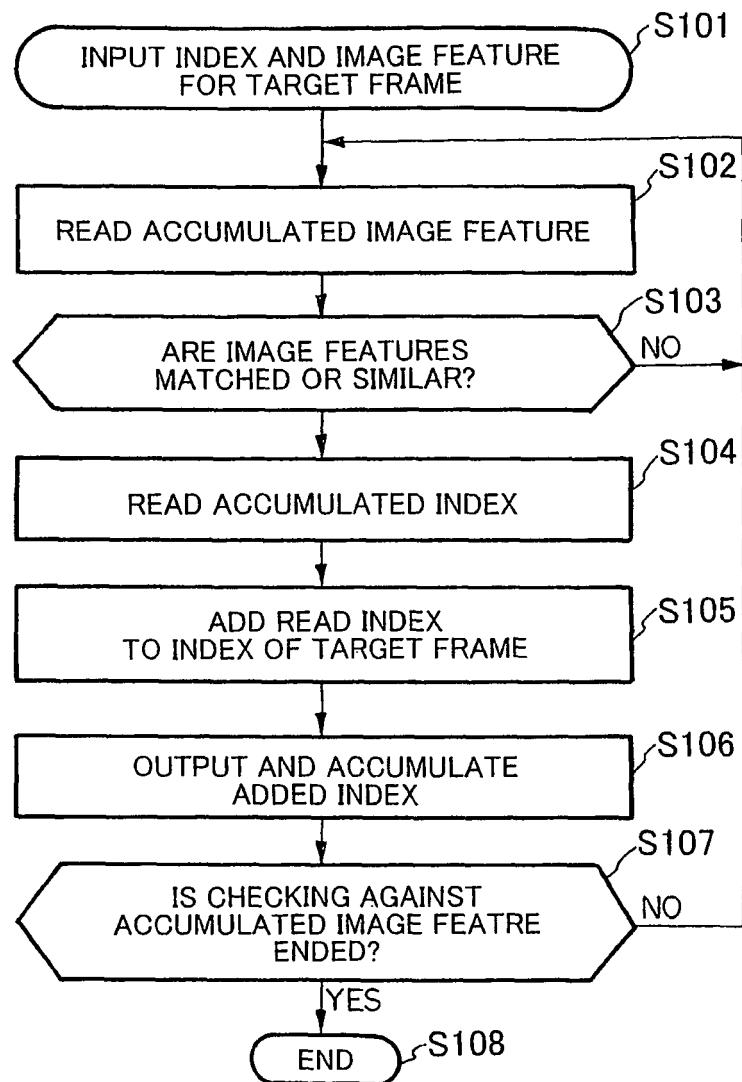 S101
INPUT INDEX AND IMAGE FEATURE
FOR TARGET FRAME
S102
READ ACCUMULATED IMAGE FEATURE
S103
ARE IMAGE FEATURES
MATCHED OR SIMILAR?
NO
S104
READ ACCUMULATED INDEX
S105
ADD READ INDEX
TO INDEX OF TARGET FRAME
S106
OUTPUT AND ACCUMULATE
ADDED INDEX
S107
IS CHECKING AGAINST
ACCUMULATED IMAGE FEATRE
ENDED?
NO
YES
END
S108